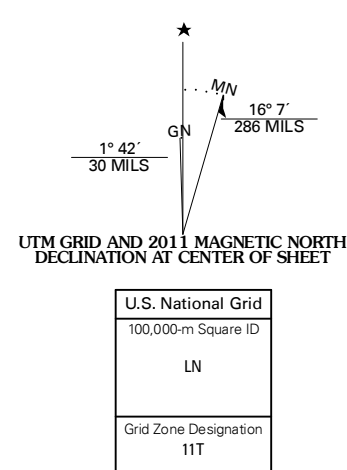 MN
GN
16° 7´
286 MILS
1° 42´
30 MILS
UTM GRID AND 2011 MAGNETIC NORTH
DECLINATION AT CENTER OF SHEET
U.S. National Grid
100,000-m Square ID
LN
Grid Zone Designation
11T